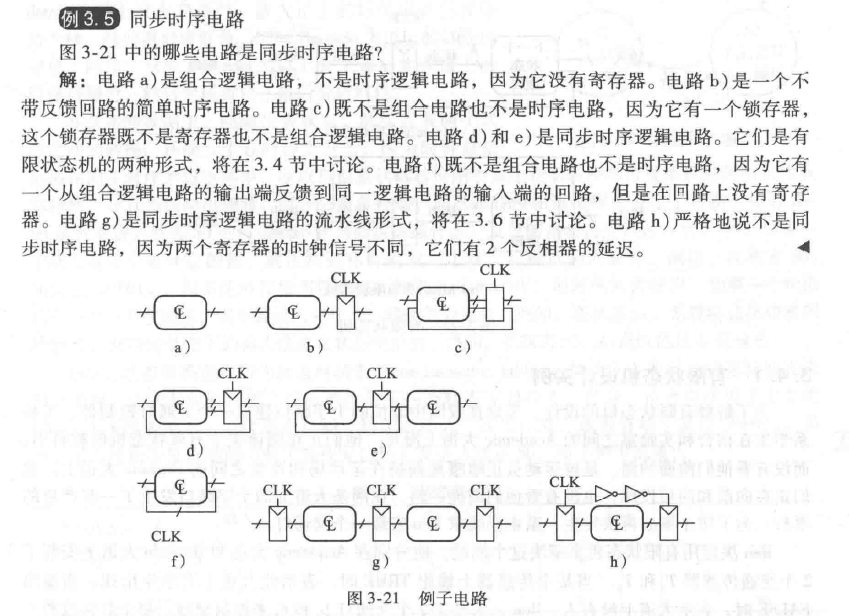 例3.5 同步时序电路
图3-21中的哪些电路是同步时序电路?
解：电路a)是组合逻辑电路，不是时序逻辑电路，因为它没有寄存器。电路b)是一个不
带反馈回路的简单时序电路。电路c)既不是组合电路也不是时序电路，因为它有一个锁存器，
这个锁存器既不是寄存器也不是组合逻辑电路。电路d)和e)是同步时序逻辑电路。它们是有
限状态机的两种形式，将在3.4节中讨论。电路f)既不是组合电路也不是时序电路，因为它有
一个从组合逻辑电路的输出端反馈到同一逻辑电路的输入端的回路，但是在回路上没有寄存
器。电路g)是同步时序逻辑电路的流水线形式，将在3.6节中讨论。电路h)严格地说不是同
步时序电路，因为两个寄存器的时钟信号不同，它们有2个反相器的延迟。
CLK CLK
CL CL CL
a) b) c)
CLK CLK CLK
CL CL CL
d) e)
CL CLK CLK CLK CLK
CL CL CL
CLK
f) g) h)
图3-21 例子电路